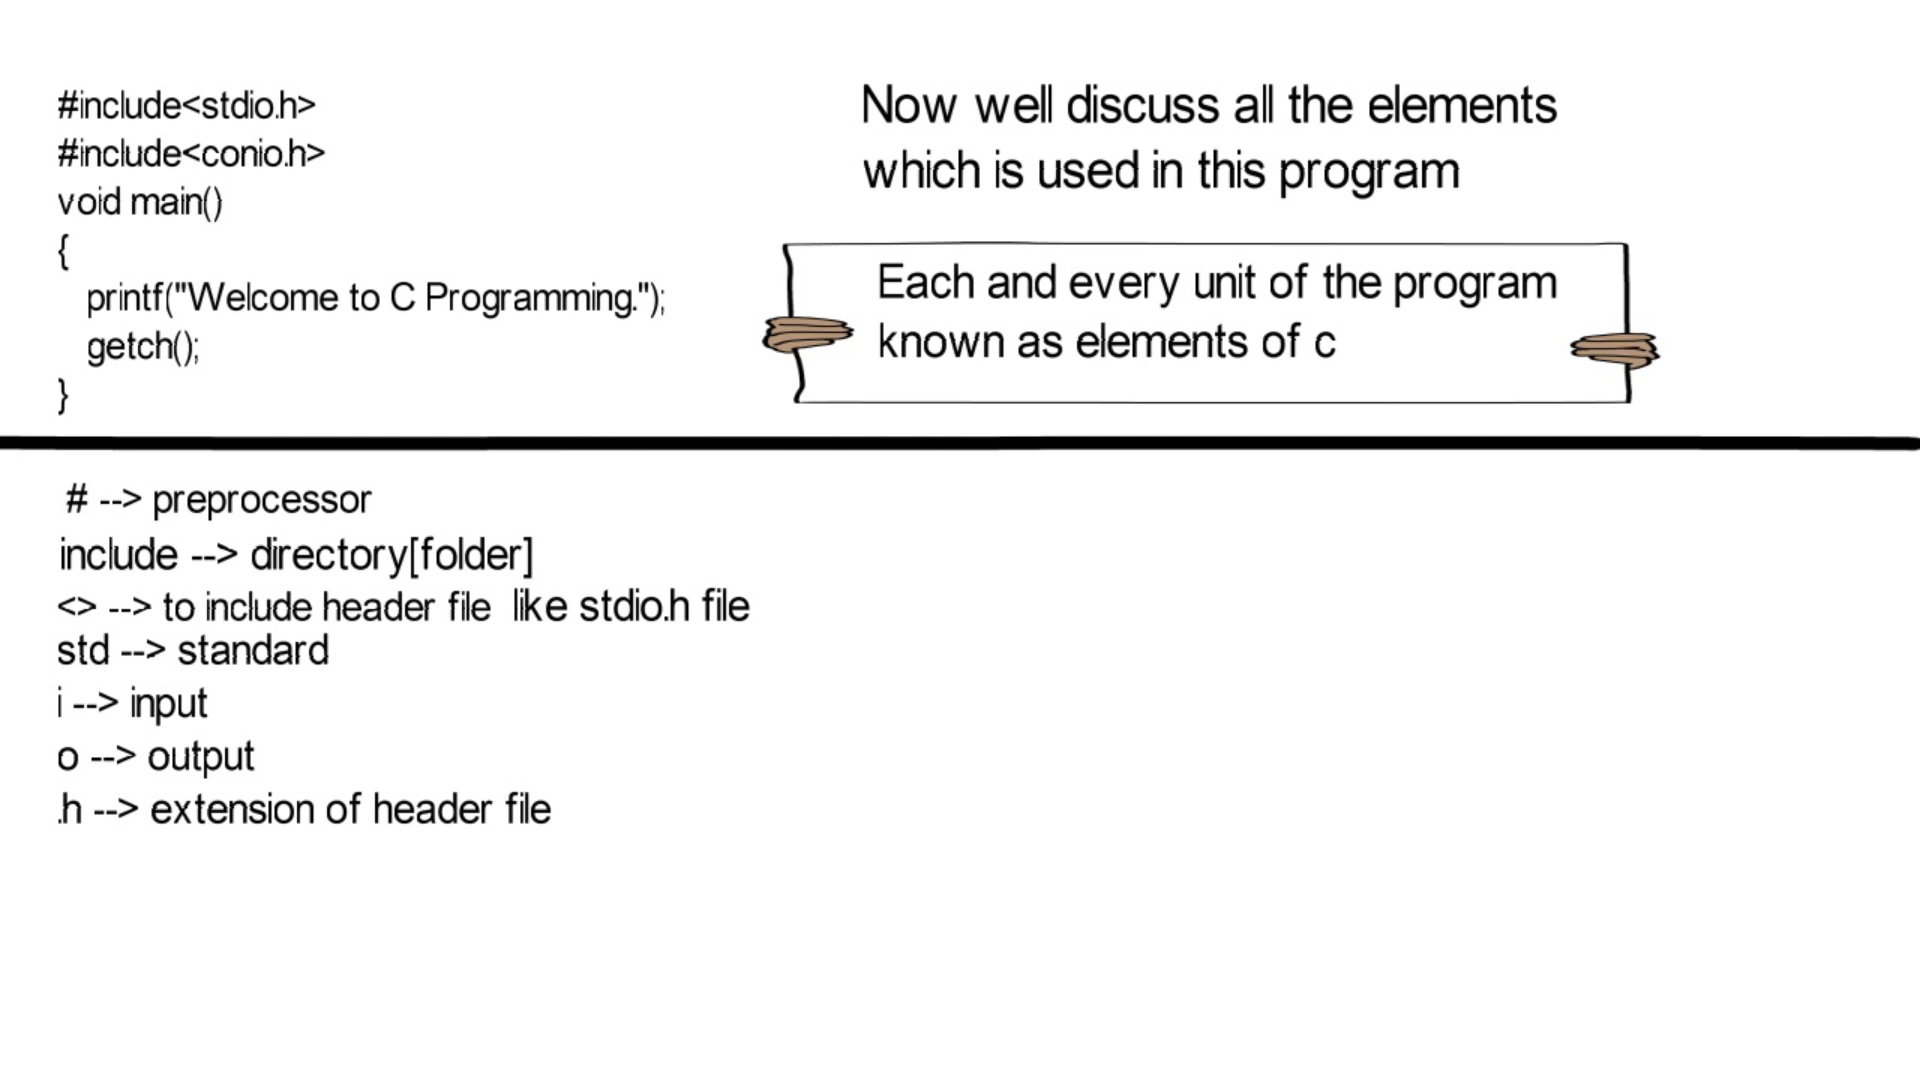 #include<stdio.h>
#include<conio.h>
void main()
{
printf("Welcome to C Programming.");
getch();
}
Now well discuss all the elements
which is used in this program
Each and every unit of the program
known as elements of c
# --> preprocessor
include --> directory[folder]
<> --> to include header file like stdio.h file
std --> standard
i --> input
o --> output
.h --> extension of header file